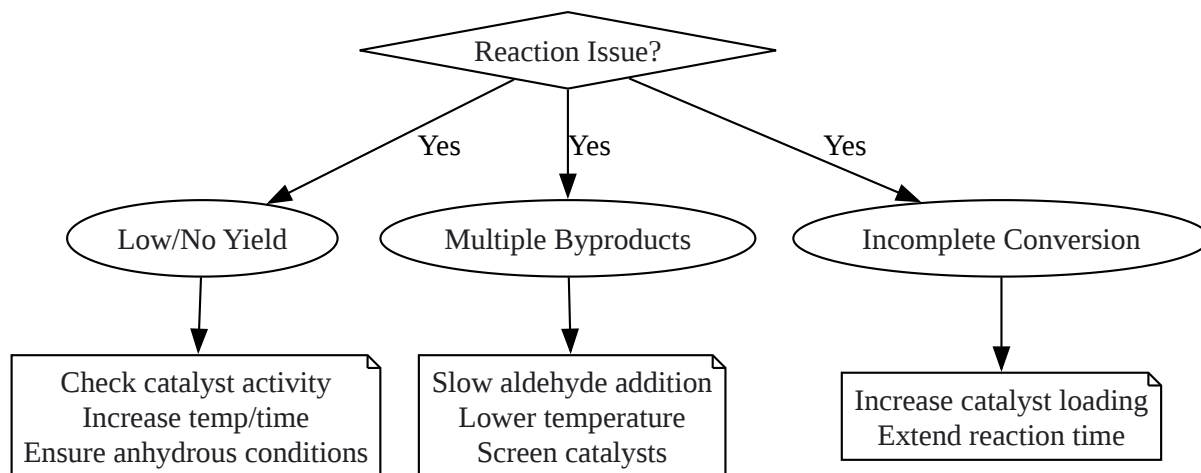 Reaction Issue?
Yes
Yes
Yes
Low/No Yield
Multiple Byproducts
Incomplete Conversion
Check catalyst activity
Increase temp/time
Ensure anhydrous conditions
Slow aldehyde addition
Lower temperature
Screen catalysts
Increase catalyst loading
Extend reaction time